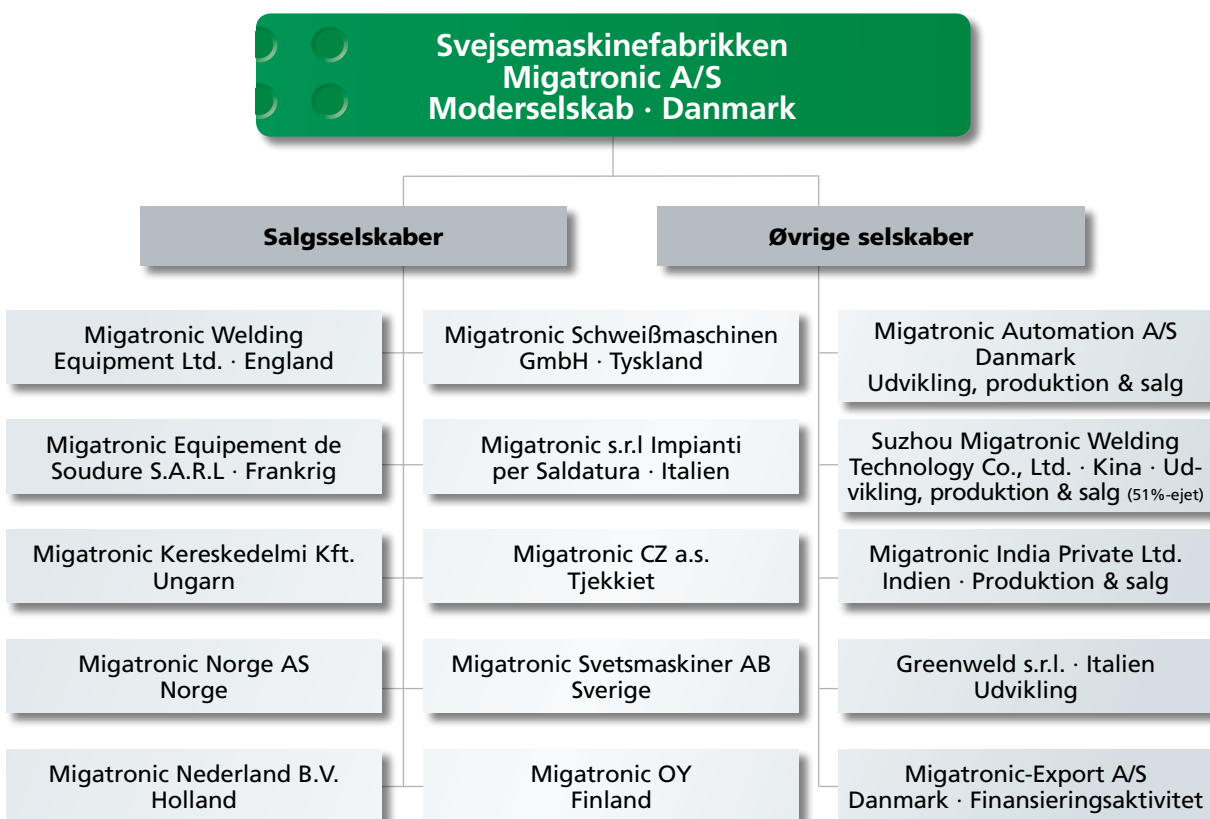 Svejsemaskinefabrikken
Migatronic A/S
Moderselskab · Danmark
Salgsselskaber
Migatronic Welding
Equipment Ltd. · England
Migatronic Schweißmaschinen
GmbH · Tyskland
Migatronic Equipement de
Soudure S.A.R.L · Frankrig
Migatronic s.r.l Impianti
per Saldatura · Italien
Migatronic Kereskedelmi Kft.
Ungarn
Migatronic CZ a.s.
Tjekkiet
Migatronic Norge AS
Norge
Migatronic Svetsmaskiner AB
Sverige
Migatronic Nederland B.V.
Holland
Migatronic OY
Finland
Øvrige selskaber
Migatronic Automation A/S
Danmark
Udvikling, produktion & salg
Suzhou Migatronic Welding
Technology Co., Ltd. · Kina · Ud-
vikling, produktion & salg (51%-ejet)
Migatronic India Private Ltd.
Indien · Produktion & salg
Greenweld s.r.l. · Italien
Udvikling
Migatronic-Export A/S
Danmark · Finansieringsaktivitet